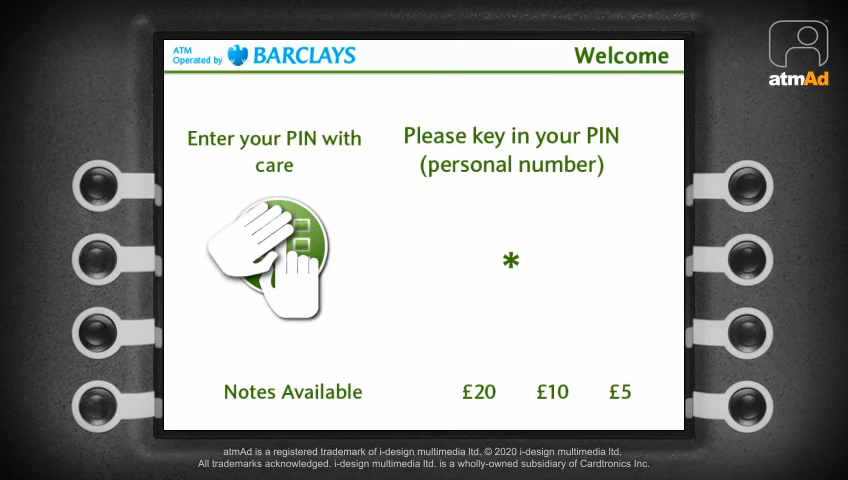 ATM
Operated by BARCLAYS
Welcome
atmAd
Enter your PIN with
care
Please key in your PIN
(personal number)
*
Notes Available £20 £10 £5
atmAd is a registered trademark of i-design multimedia ltd. © 2020 i-design multimedia ltd.
All trademarks acknowledged. i-design multimedia ltd. is a wholly-owned subsidiary of Cardtronics Inc.